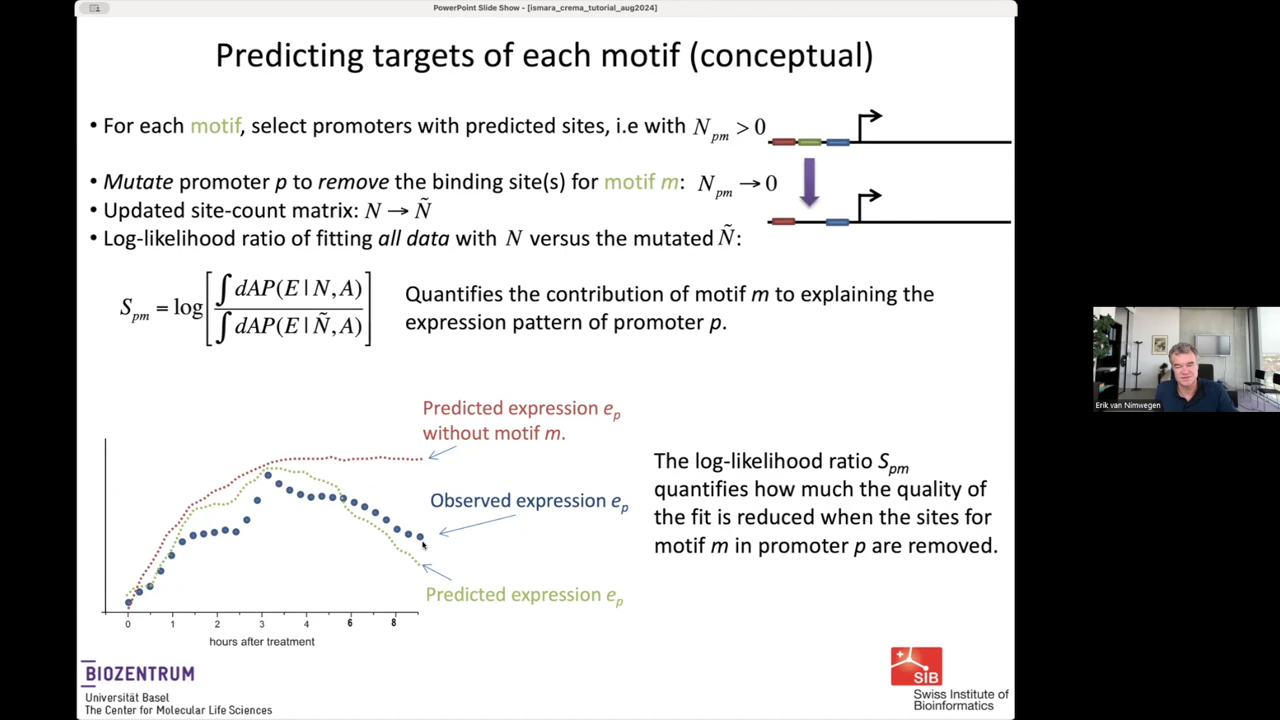 PowerPoint Slide Show - [ismara_crema_tutorial_aug2024]
Predicting targets of each motif (conceptual)
• For each motif, select promoters with predicted sites, i.e with N_pm > 0
• Mutate promoter p to remove the binding site(s) for motif m: N_pm → 0
• Updated site-count matrix: N → Ñ
• Log-likelihood ratio of fitting all data with N versus the mutated Ñ:
S_pm = log[∫dAP(E|N,A) / ∫dAP(E|Ñ,A)]
Quantifies the contribution of motif m to explaining the
expression pattern of promoter p.
Erik van Nimwegen
Predicted expression e_p
without motif m.
Observed expression e_p
Predicted expression e_p
0 1 2 3 4 6 8
hours after treatment
The log-likelihood ratio S_pm
quantifies how much the quality of
the fit is reduced when the sites for
motif m in promoter p are removed.
BIOZENTRUM
Universität Basel
The Center for Molecular Life Sciences
SIB
Swiss Institute of
Bioinformatics